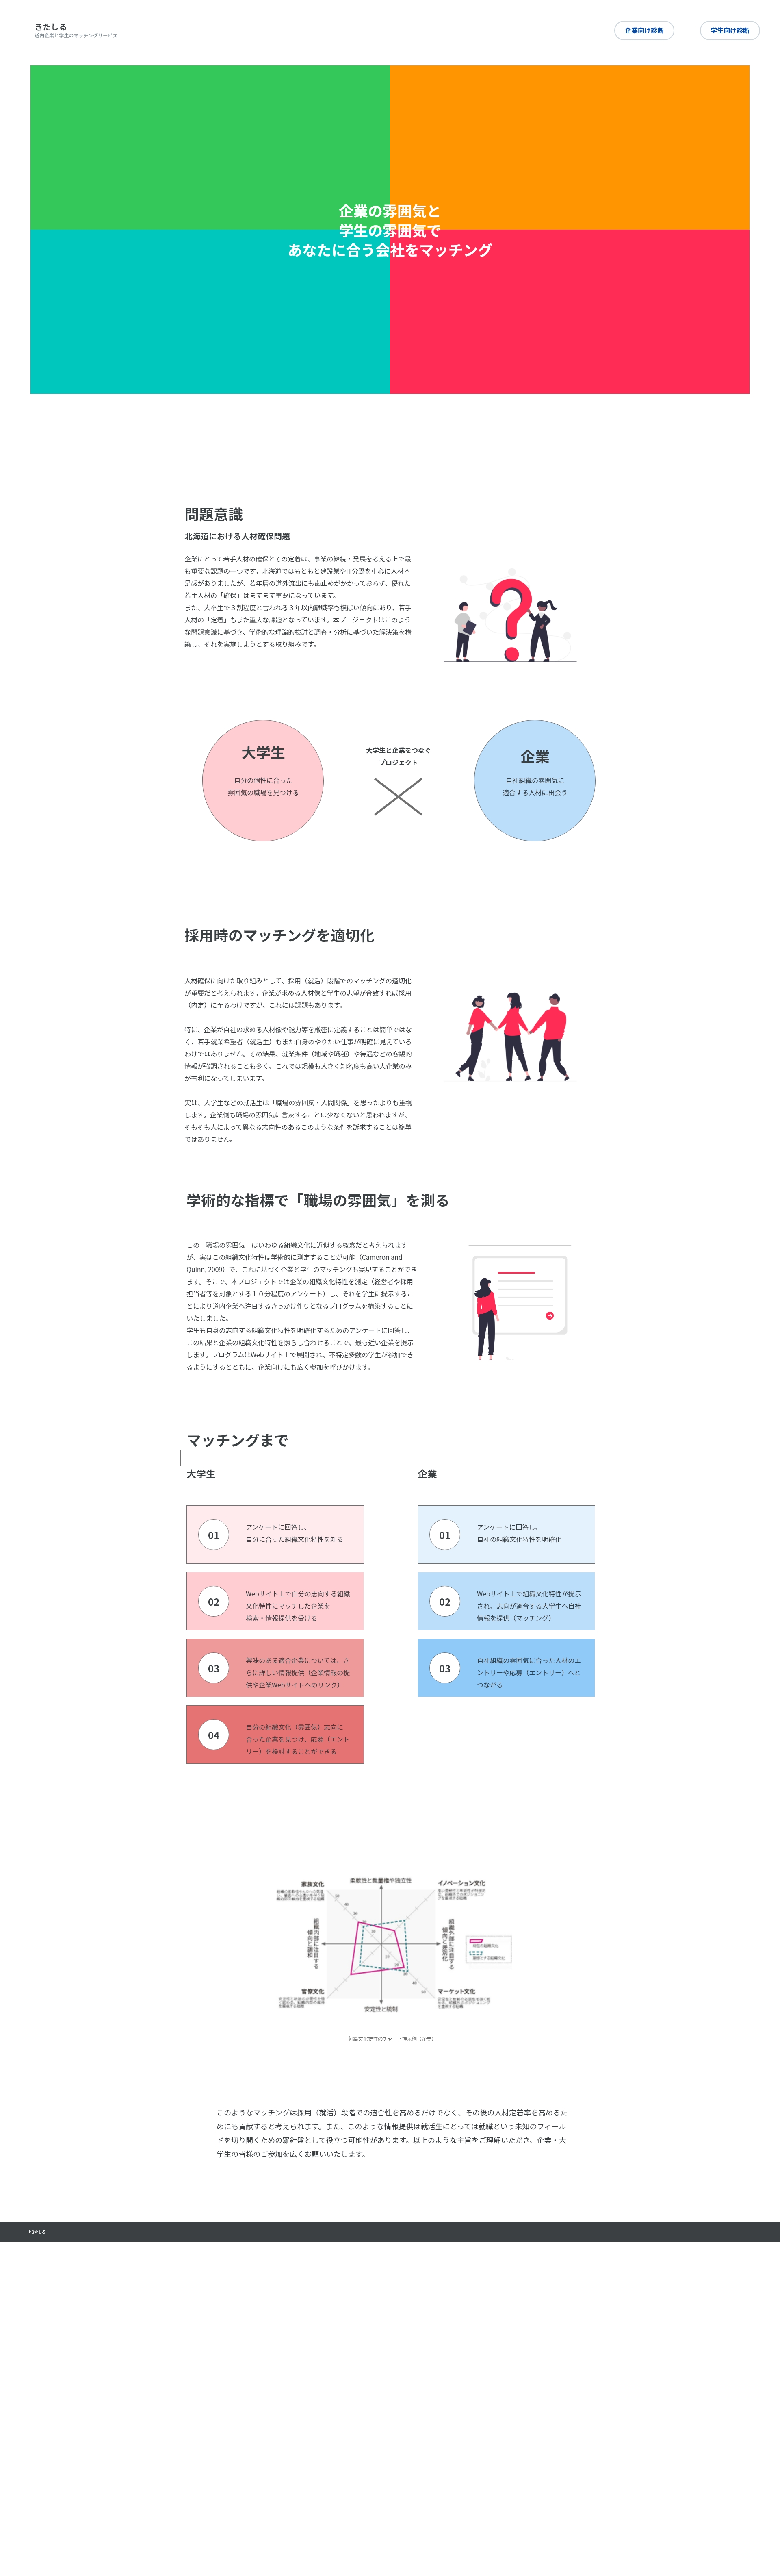 きたしる
道内企業と学生のマッチングサービス
企業向け診断
学生向け診断
企業の雰囲気と
学生の雰囲気で
あなたに合う会社をマッチング
問題意識
北海道における人材確保問題
企業にとって若手人材の確保とその定着は、事業の継続・発展を考える上で最
も重要な課題の一つです。北海道ではもともと建設業やIT分野を中心に人材不
足感がありましたが、若年層の道外流出にも歯止めがかかっておらず、優れた
若手人材の「確保」はますます重要になっています。
また、大卒生で３割程度と言われる３年以内離職率も横ばい傾向にあり、若手
人材の「定着」もまた重大な課題となっています。本プロジェクトはこのよう
な問題意識に基づき、学術的な理論的検討と調査・分析に基づいた解決策を構
築し、それを実施しようとする取り組みです。
大学生
自分の個性に合った
雰囲気の職場を見つける
大学生と企業をつなぐ
プロジェクト
企業
自社組織の雰囲気に
適合する人材に出会う
採用時のマッチングを適切化
人材確保に向けた取り組みとして、採用（就活）段階でのマッチングの適切化
が重要だと考えられます。企業が求める人材像と学生の志望が合致すれば採用
（内定）に至るわけですが、これには課題もあります。
特に、企業が自社の求める人材像や能力等を厳密に定義することは簡単ではな
く、若手就業希望者（就活生）もまた自身のやりたい仕事が明確に見えている
わけではありません。その結果、就業条件（地域や職種）や待遇などの客観的
情報が強調されることも多く、これでは規模も大きく知名度も高い大企業のみ
が有利になってしまいます。
実は、大学生などの就活生は「職場の雰囲気・人間関係」を思ったよりも重視
します。企業側も職場の雰囲気に言及することは少なくないと思われますが、
そもそも人によって異なる志向性のあるこのような条件を訴求することは簡単
ではありません。
学術的な指標で「職場の雰囲気」を測る
この「職場の雰囲気」はいわゆる組織文化に近似する概念だと考えられます
が、実はこの組織文化特性は学術的に測定することが可能（Cameron and
Quinn, 2009）で、これに基づく企業と学生のマッチングも実現することができ
ます。そこで、本プロジェクトでは企業の組織文化特性を測定（経営者や採用
担当者等を対象とする１０分程度のアンケート）し、それを学生に提示するこ
とにより道内企業へ注目するきっかけ作りとなるプログラムを構築することに
いたしました。
学生も自身の志向する組織文化特性を明確化するためのアンケートに回答し、
この結果と企業の組織文化特性を照らし合わせることで、最も近い企業を提示
します。プログラムはWebサイト上で展開され、不特定多数の学生が参加でき
るようにするとともに、企業向けにも広く参加を呼びかけます。
マッチングまで
大学生
企業
01
アンケートに回答し、
自分に合った組織文化特性を知る
01
アンケートに回答し、
自社の組織文化特性を明確化
02
Webサイト上で自分の志向する組織
文化特性にマッチした企業を
検索・情報提供を受ける
02
Webサイト上で組織文化特性が提示
され、志向が適合する大学生へ自社
情報を提供（マッチング）
03
興味のある適合企業については、さ
らに詳しい情報提供（企業情報の提
供や企業Webサイトへのリンク）
03
自社組織の雰囲気に合った人材のエ
ントリーや応募（エントリー）へと
つながる
04
自分の組織文化（雰囲気）志向に
合った企業を見つけ、応募（エント
リー）を検討することができる
家族文化
柔軟性と裁量権や独立性
イノベーション文化
組織内部に注目する
傾向と調和
組織外部に注目する
傾向と差別化
官僚文化
安定性と統制
マーケット文化
ー組織文化特性のチャート提示例（企業）ー
このようなマッチングは採用（就活）段階での適合性を高めるだけでなく、その後の人材定着率を高めるた
めにも貢献すると考えられます。また、このような情報提供は就活生にとっては就職という未知のフィール
ドを切り開くための羅針盤として役立つ可能性があります。以上のような主旨をご理解いただき、企業・大
学生の皆様のご参加を広くお願いいたします。